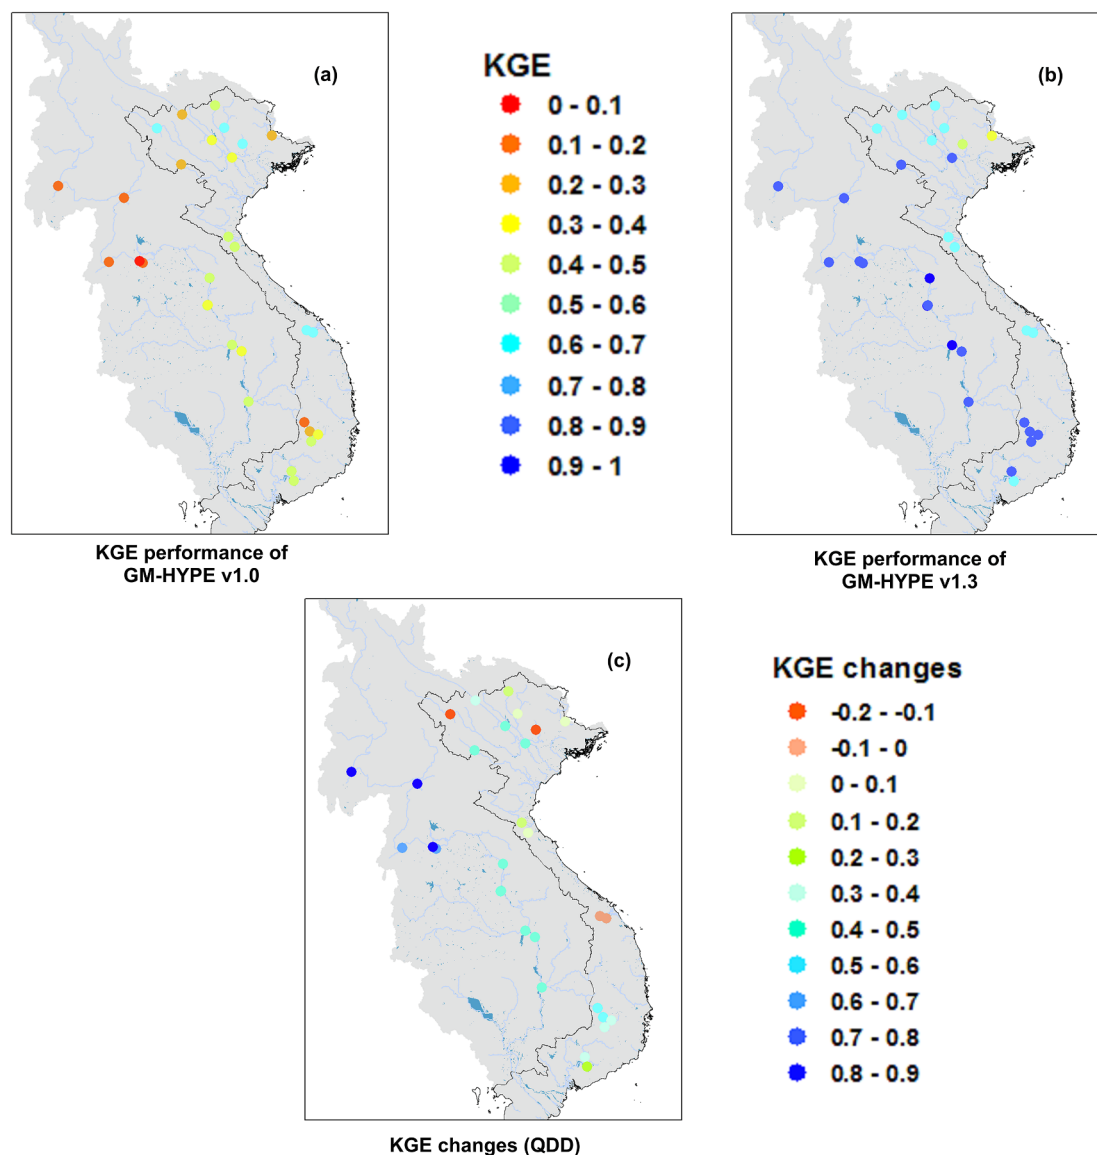 (a)
KGE
0 - 0.1
0.1 - 0.2
0.2 - 0.3
0.3 - 0.4
0.4 - 0.5
0.5 - 0.6
0.6 - 0.7
0.7 - 0.8
0.8 - 0.9
0.9 - 1
(b)
KGE performance of
GM-HYPE v1.0
KGE performance of
GM-HYPE v1.3
(c)
KGE changes
-0.2 - -0.1
-0.1 - 0
0 - 0.1
0.1 - 0.2
0.2 - 0.3
0.3 - 0.4
0.4 - 0.5
0.5 - 0.6
0.6 - 0.7
0.7 - 0.8
0.8 - 0.9
KGE changes (QDD)